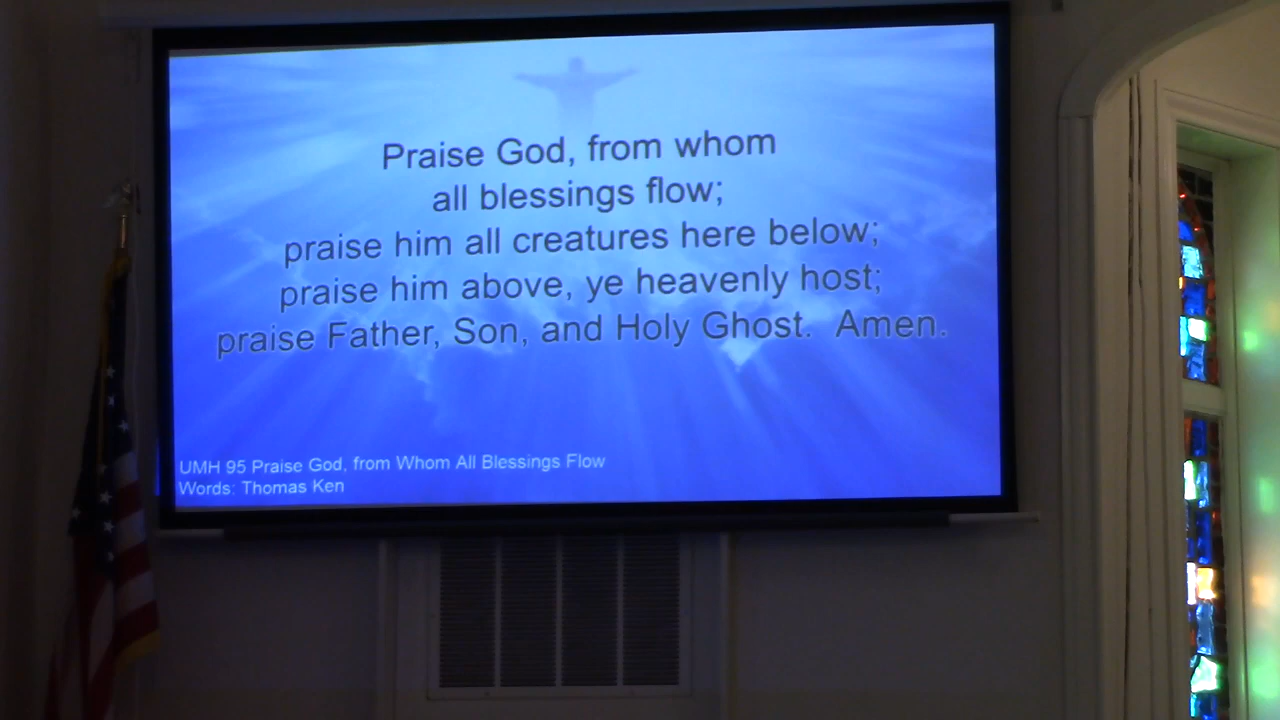 Praise God, from whom
all blessings flow;
praise him all creatures here below;
praise him above, ye heavenly host;
praise Father, Son, and Holy Ghost.  Amen.
UMH 95 Praise God, from Whom All Blessings Flow
Words: Thomas Ken